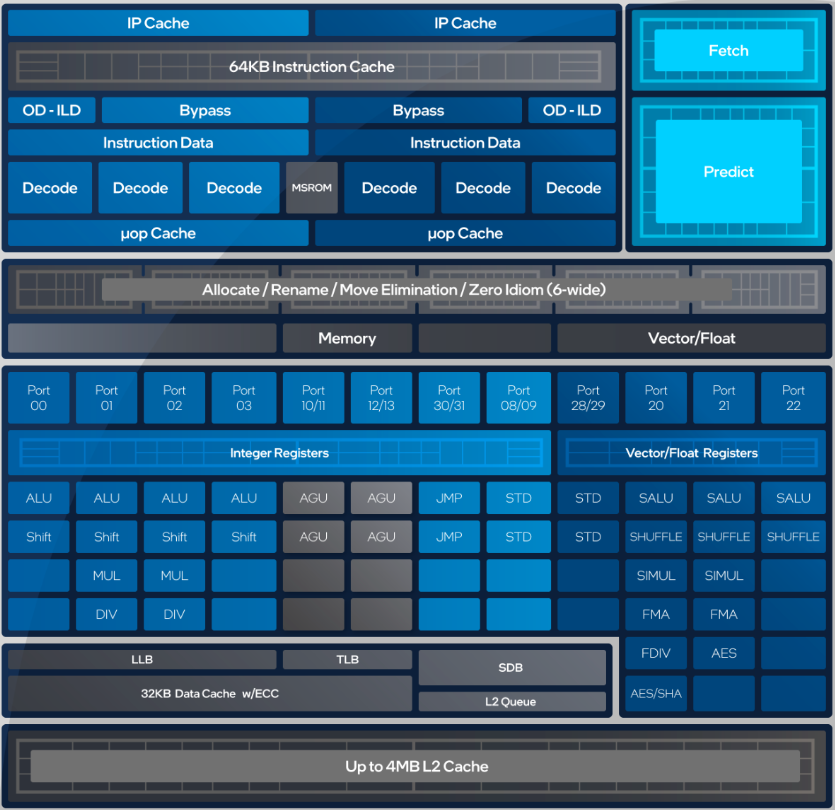 IP Cache IP Cache Fetch
64KB Instruction Cache
OD - ILD Bypass Bypass OD - ILD
Instruction Data Instruction Data
Predict
Decode Decode Decode MSROM Decode Decode Decode
μop Cache μop Cache
Allocate / Rename / Move Elimination / Zero Idiom (6-wide)
Memory Vector/Float
Port Port Port Port Port Port Port Port Port Port Port Port
00 01 02 03 10/11 12/13 30/31 08/09 28/29 20 21 22
Integer Registers Vector/Float Registers
ALU ALU ALU ALU AGU AGU JMP STD STD SALU SALU SALU
Shift Shift Shift Shift AGU AGU JMP STD STD SHUFFLE SHUFFLE SHUFFLE
MUL MUL SIMUL SIMUL
DIV DIV FMA FMA
FDIV AES
LLB TLB SDB
32KB Data Cache w/ECC AES/SHA
L2 Queue
Up to 4MB L2 Cache